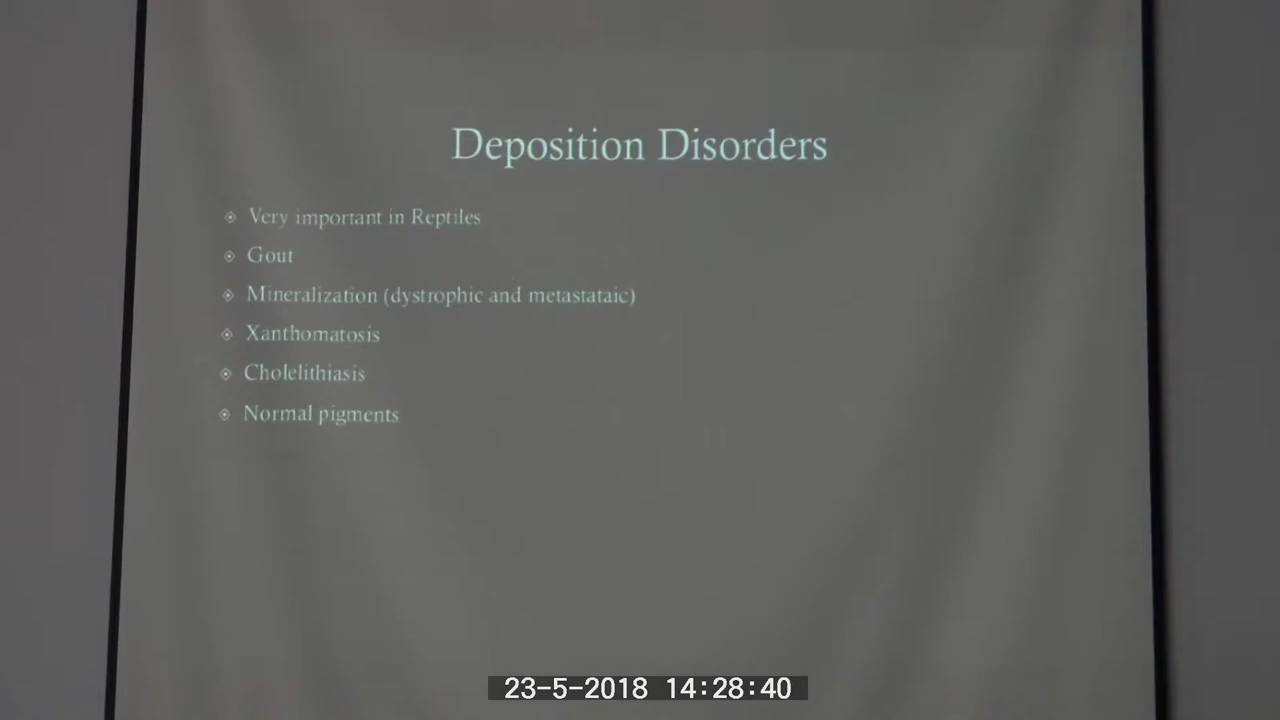 Deposition Disorders
Very important in Reptiles
Gout
Mineralization (dystrophic and metastataic)
Xanthomatosis
Cholelithiasis
Normal pigments
23-5-2018 14:28:40